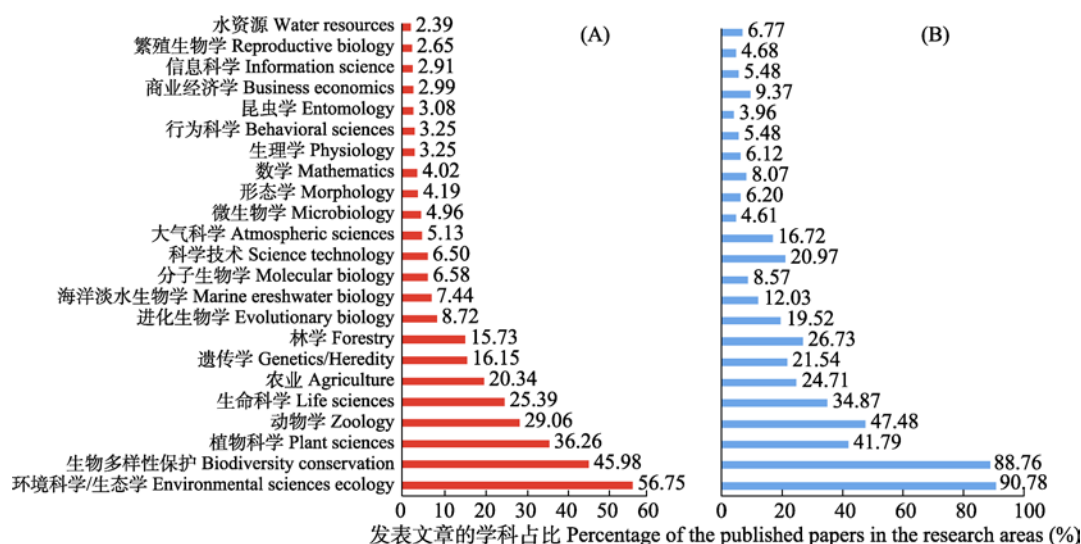 (A)
(B)
水资源 Water resources 2.39 6.77
繁殖生物学 Reproductive biology 2.65 4.68
信息科学 Information science 2.91 5.48
商业经济学 Business economics 2.99 9.37
昆虫学 Entomology 3.08 3.96
行为科学 Behavioral sciences 3.25 5.48
生理学 Physiology 3.25 6.12
数学 Mathematics 4.02 8.07
形态学 Morphology 4.19 6.20
微生物学 Microbiology 4.96 4.61
大气科学 Atmospheric sciences 5.13 16.72
科学技术 Science technology 6.50 20.97
分子生物学 Molecular biology 6.58 8.57
海洋淡水生物学 Marine ereshwater biology 7.44 12.03
进化生物学 Evolutionary biology 8.72 19.52
林学 Forestry 15.73 26.73
遗传学 Genetics/Heredity 16.15 21.54
农业 Agriculture 20.34 24.71
生命科学 Life sciences 25.39 34.87
动物学 Zoology 29.06 47.48
植物科学 Plant sciences 36.26 41.79
生物多样性保护 Biodiversity conservation 45.98 88.76
环境科学/生态学 Environmental sciences ecology 56.75 90.78
0 10 20 30 40 50 60 0 20 40 60 80 100
发表文章的学科占比 Percentage of the published papers in the research areas (%)